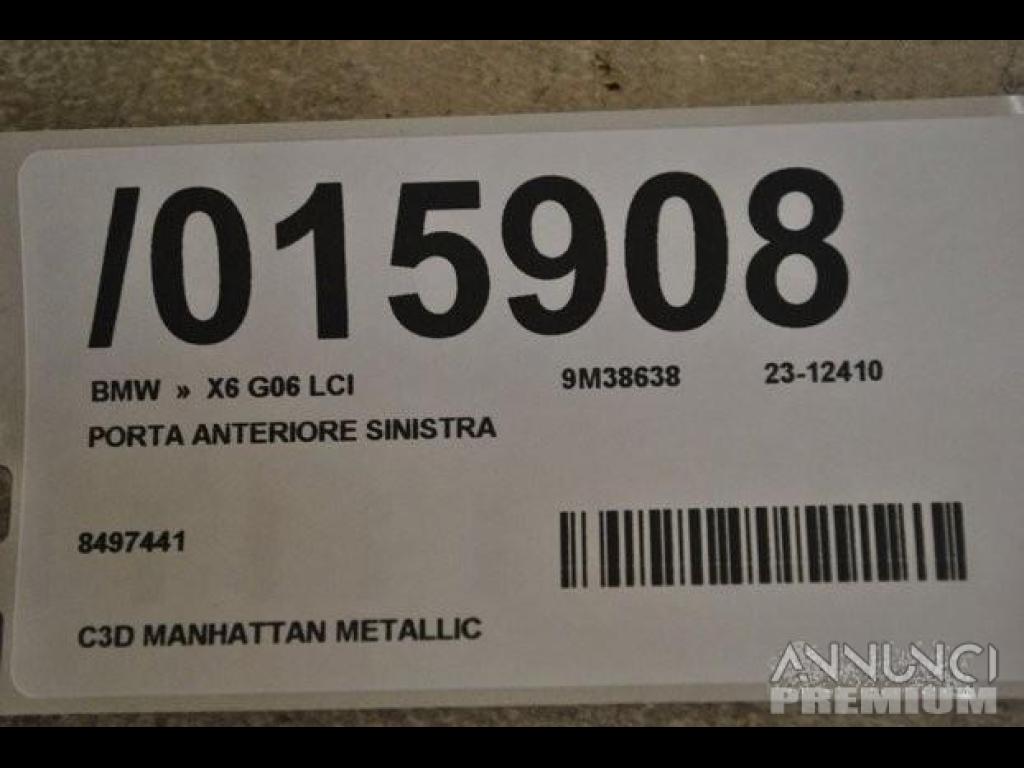 /015908
BMW » X6 G06 LCI 9M38638 23-12410
PORTA ANTERIORE SINISTRA
8497441
C3D MANHATTAN METALLIC
ANNUNCI
PREMIUM